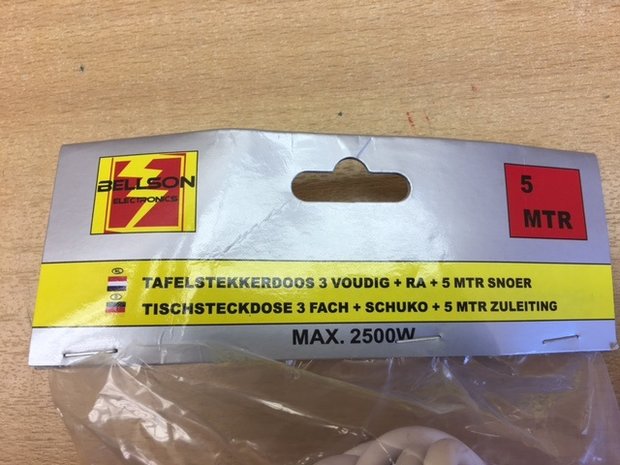 BELLSON
ELECTRONICS
5
MTR
NL
TAFELSTEKKERDOOS 3 VOUDIG + RA + 5 MTR SNOER
D
TISCHSTECKDOSE 3 FACH + SCHUKO + 5 MTR ZULEITING
MAX. 2500W